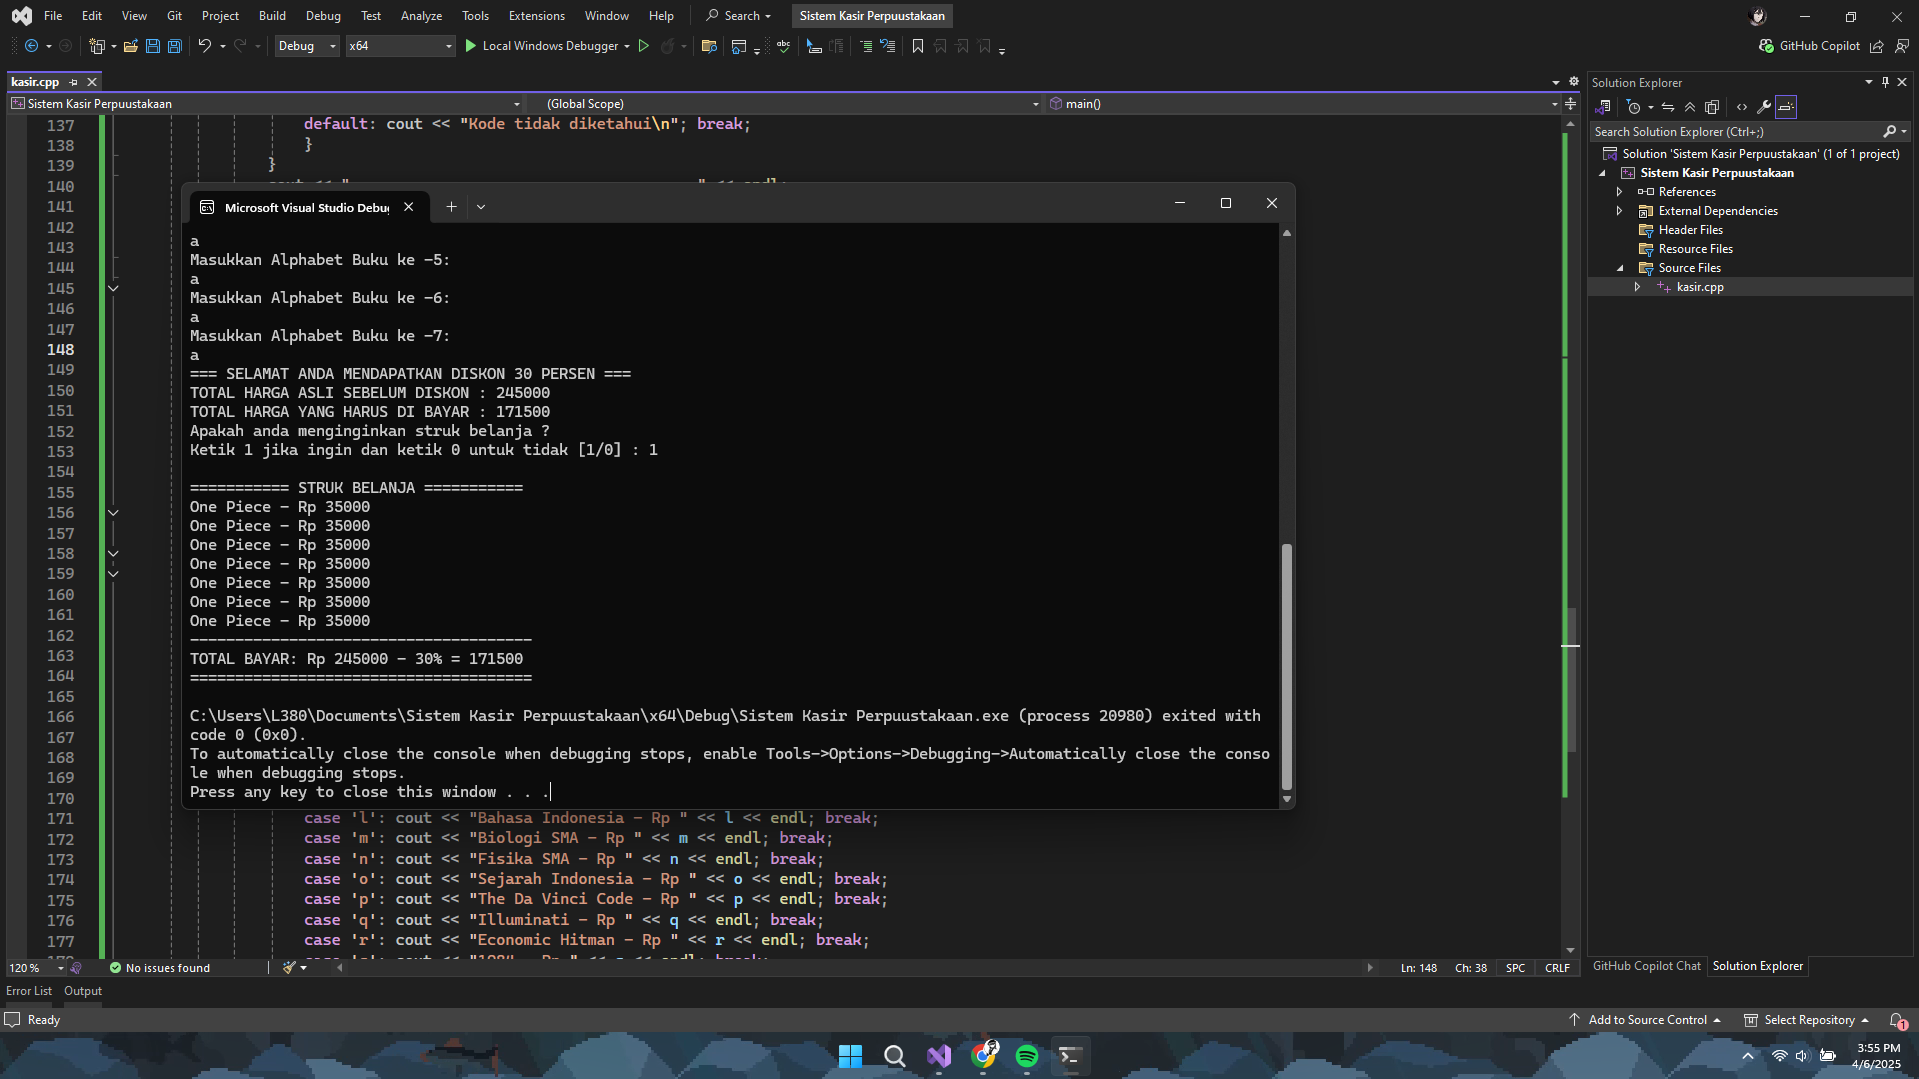 File Edit View Git Project Build Debug Test Analyze Tools Extensions Window Help Search Sistem Kasir Perpuustakaan
Debug x64 Local Windows Debugger GitHub Copilot
kasir.cpp
Sistem Kasir Perpuustakaan (Global Scope) main()
137 default: cout << "Kode tidak diketahui\n"; break;
138 }
139 }
140
141
142
143
144
145
146
147
148
149
150
151
152
153
154
155
156
157
158
159
160
161
162
163
164
165
166
167
168
169
170
171 case 'l': cout << "Bahasa Indonesia - Rp " << l << endl; break;
172 case 'm': cout << "Biologi SMA - Rp " << m << endl; break;
173 case 'n': cout << "Fisika SMA - Rp " << n << endl; break;
174 case 'o': cout << "Sejarah Indonesia - Rp " << o << endl; break;
175 case 'p': cout << "The Da Vinci Code - Rp " << p << endl; break;
176 case 'q': cout << "Illuminati - Rp " << q << endl; break;
177 case 'r': cout << "Economic Hitman - Rp " << r << endl; break;
Microsoft Visual Studio Debu
a
Masukkan Alphabet Buku ke -5:
a
Masukkan Alphabet Buku ke -6:
a
Masukkan Alphabet Buku ke -7:
a
=== SELAMAT ANDA MENDAPATKAN DISKON 30 PERSEN ===
TOTAL HARGA ASLI SEBELUM DISKON : 245000
TOTAL HARGA YANG HARUS DI BAYAR : 171500
Apakah anda menginginkan struk belanja ?
Ketik 1 jika ingin dan ketik 0 untuk tidak [1/0] : 1
=========== STRUK BELANJA ===========
One Piece - Rp 35000
One Piece - Rp 35000
One Piece - Rp 35000
One Piece - Rp 35000
One Piece - Rp 35000
One Piece - Rp 35000
One Piece - Rp 35000
--------------------------------------
TOTAL BAYAR: Rp 245000 - 30% = 171500
======================================
C:\Users\L380\Documents\Sistem Kasir Perpuustakaan\x64\Debug\Sistem Kasir Perpuustakaan.exe (process 20980) exited with
code 0 (0x0).
To automatically close the console when debugging stops, enable Tools->Options->Debugging->Automatically close the conso
le when debugging stops.
Press any key to close this window . . .
120 % No issues found Ln: 148 Ch: 38 SPC CRLF
Error List Output
Solution Explorer
Search Solution Explorer (Ctrl+;)
Solution 'Sistem Kasir Perpuustakaan' (1 of 1 project)
Sistem Kasir Perpuustakaan
References
External Dependencies
Header Files
Resource Files
Source Files
kasir.cpp
GitHub Copilot Chat Solution Explorer
Ready Add to Source Control Select Repository 1
3:55 PM
4/6/2025